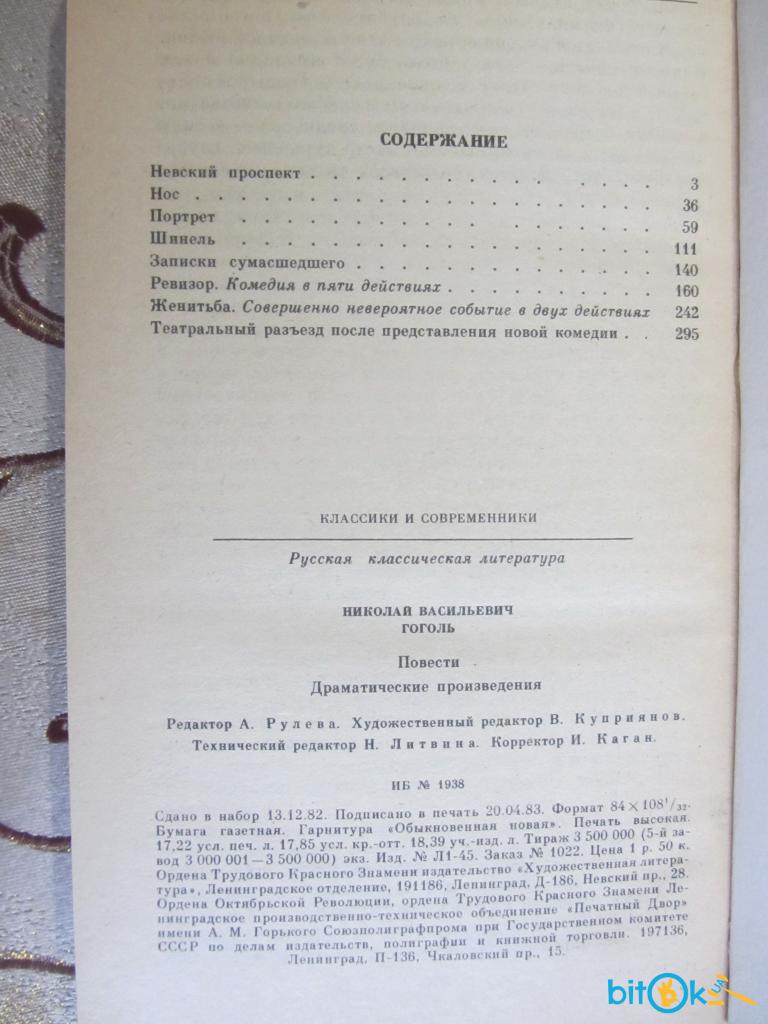 СОДЕРЖАНИЕ
Невский проспект . . . . . . . . . . . . . . . 3
Нос . . . . . . . . . . . . . . . . . . . . 36
Портрет . . . . . . . . . . . . . . . . . . 59
Шинель . . . . . . . . . . . . . . . . . . 111
Записки сумасшедшего . . . . . . . . . . . . . 140
Ревизор. Комедия в пяти действиях . . . . . . . . . 160
Женитьба. Совершенно невероятное событие в двух действиях 242
Театральный разъезд после представления новой комедии . . 295
КЛАССИКИ И СОВРЕМЕННИКИ
Русская классическая литература
НИКОЛАЙ ВАСИЛЬЕВИЧ
ГОГОЛЬ
Повести
Драматические произведения
Редактор А. Рулева. Художественный редактор В. Куприянов.
Технический редактор Н. Литвина. Корректор И. Каган.
ИБ № 1938
Сдано в набор 13.12.82. Подписано в печать 20.04.83. Формат 84×108¹/₃₂.
Бумага газетная. Гарнитура «Обыкновенная новая». Печать высокая.
17,22 усл. печ. л. 17,85 усл. кр.-отт. 18,39 уч.-изд. л. Тираж 3 500 000 (5-й за-
вод 3 000 001—3 500 000) экз. Изд. № Л1-45. Заказ № 1022. Цена 1 р. 50 к.
Ордена Трудового Красного Знамени издательство «Художественная литера-
тура», Ленинградское отделение, 191186, Ленинград, Д-186, Невский пр., 28.
Ордена Октябрьской Революции, ордена Трудового Красного Знамени Ле-
нинградское производственно-техническое объединение «Печатный Двор»
имени А. М. Горького Союзполиграфпрома при Государственном комитете
СССР по делам издательств, полиграфии и книжной торговли. 197136,
Ленинград, П-136, Чкаловский пр., 15.
bitOk UA